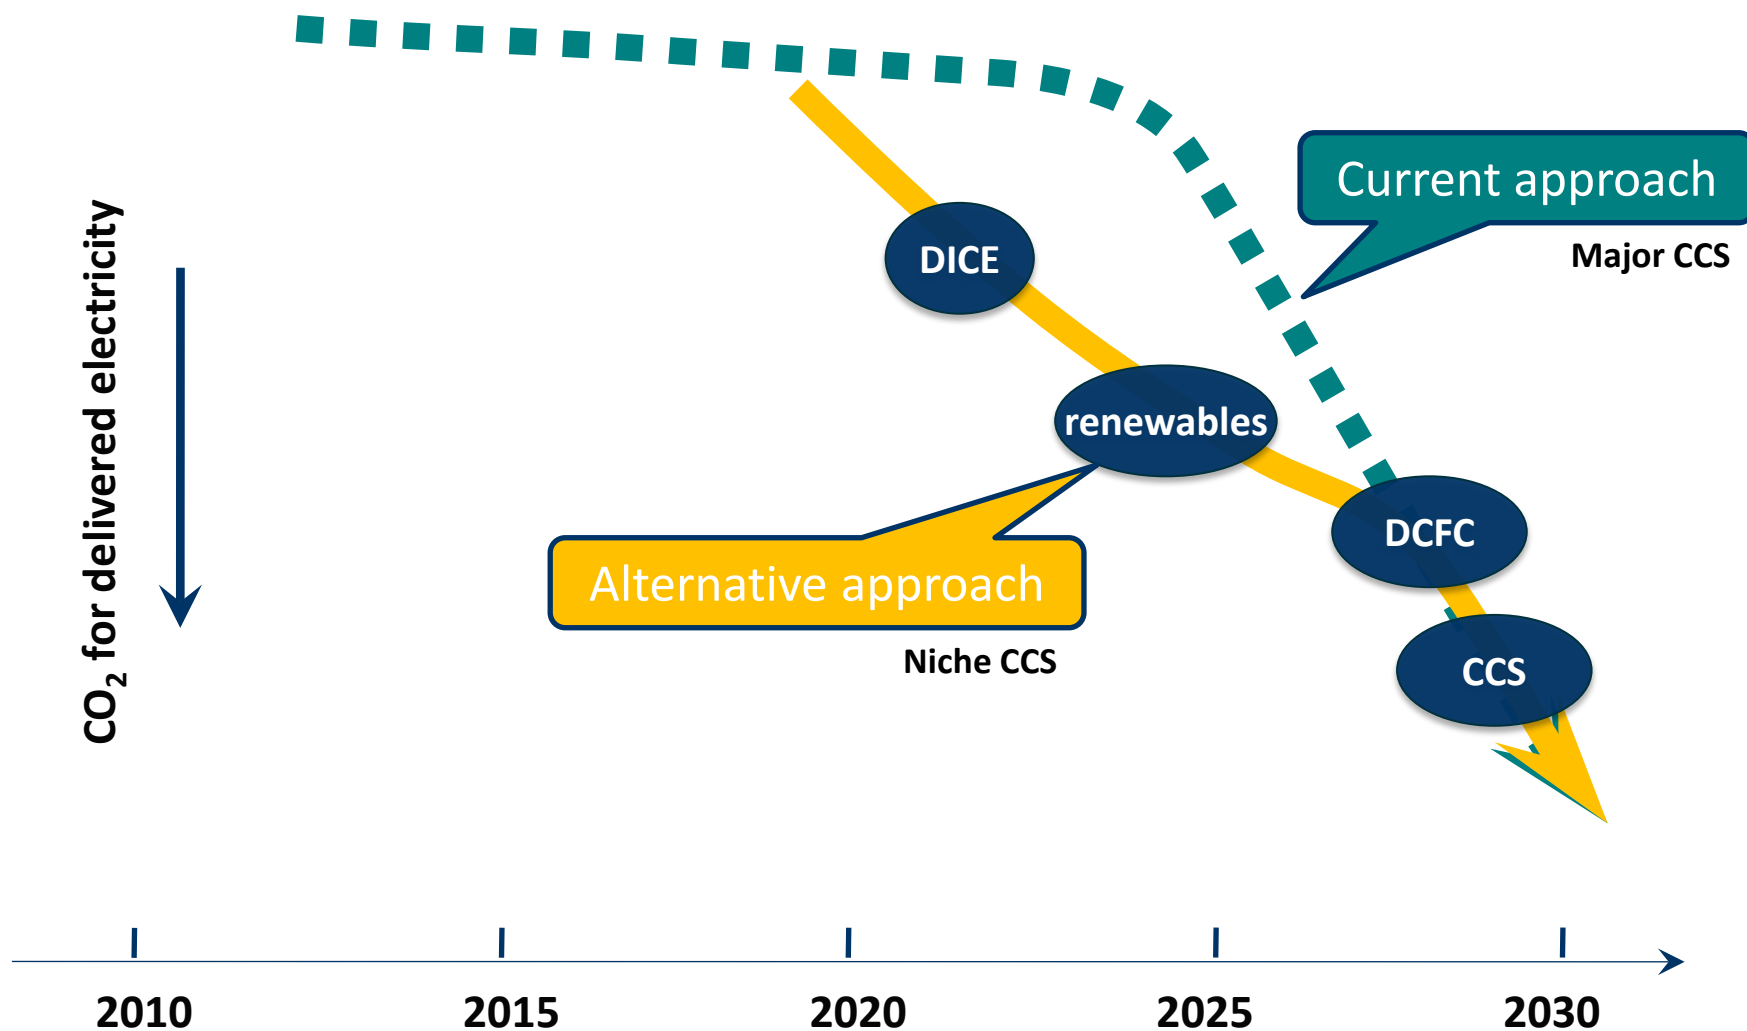 Current approach
Major CCS
DICE
renewables
DCFC
Alternative approach
Niche CCS
CCS
CO₂ for delivered electricity
2010 2015 2020 2025 2030